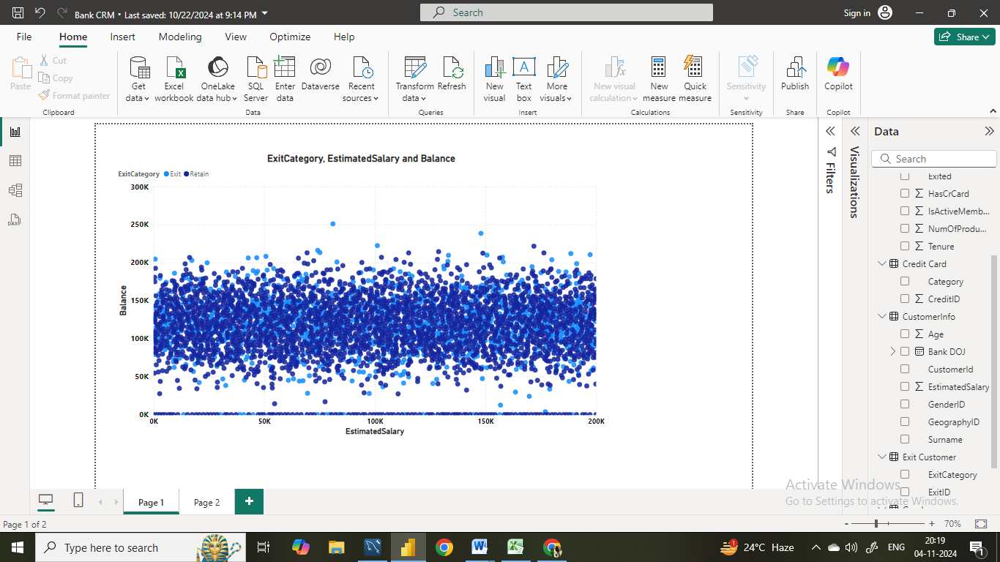 Bank CRM • Last saved: 10/22/2024 at 9:14 PM
Search
Sign in
File Home Insert Modeling View Optimize Help
Share
Paste
Cut
Copy
Format painter
Clipboard
Get data
Excel workbook
OneLake data hub
SQL Server
Enter data
Dataverse
Recent sources
Data
Transform data
Refresh
Queries
New visual
Text box
More visuals
Insert
New visual calculation
New measure
Quick measure
Calculations
Sensitivity
Sensitivity
Publish
Share
Copilot
Copilot
ExitCategory, EstimatedSalary and Balance
ExitCategory Exit Retain
300K
250K
200K
150K
100K
50K
0K
Balance
0K 50K 100K 150K 200K
EstimatedSalary
Filters
Visualizations
Data
Search
Exited
HasCrCard
IsActiveMemb...
NumOfProdu...
Tenure
Credit Card
Category
CreditID
CustomerInfo
Age
Bank DOJ
CustomerId
EstimatedSalary
GenderID
GeographyID
Surname
Exit Customer
ExitCategory
ExitID
Activate Windows
Go to Settings to activate Windows.
Page 1 Page 2 +
Page 1 of 2
- + 70%
Type here to search
24°C Haze
ENG
20:19
04-11-2024
1